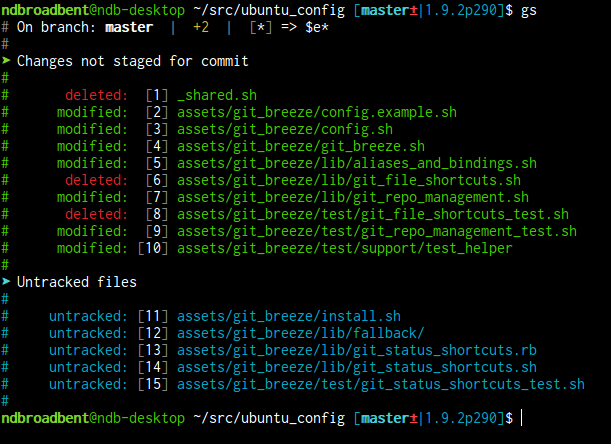 ndbroadbent@ndb-desktop ~/src/ubuntu_config [master±|1.9.2p290]$ gs
# On branch: master  |  +2  |  [*] => $e*
#
➤ Changes not staged for commit
#
#       deleted:  [1] _shared.sh
#      modified:  [2] assets/git_breeze/config.example.sh
#      modified:  [3] assets/git_breeze/config.sh
#      modified:  [4] assets/git_breeze/git_breeze.sh
#      modified:  [5] assets/git_breeze/lib/aliases_and_bindings.sh
#       deleted:  [6] assets/git_breeze/lib/git_file_shortcuts.sh
#      modified:  [7] assets/git_breeze/lib/git_repo_management.sh
#       deleted:  [8] assets/git_breeze/test/git_file_shortcuts_test.sh
#      modified:  [9] assets/git_breeze/test/git_repo_management_test.sh
#      modified: [10] assets/git_breeze/test/support/test_helper
#
➤ Untracked files
#
#     untracked: [11] assets/git_breeze/install.sh
#     untracked: [12] assets/git_breeze/lib/fallback/
#     untracked: [13] assets/git_breeze/lib/git_status_shortcuts.rb
#     untracked: [14] assets/git_breeze/lib/git_status_shortcuts.sh
#     untracked: [15] assets/git_breeze/test/git_status_shortcuts_test.sh
#
ndbroadbent@ndb-desktop ~/src/ubuntu_config [master±|1.9.2p290]$